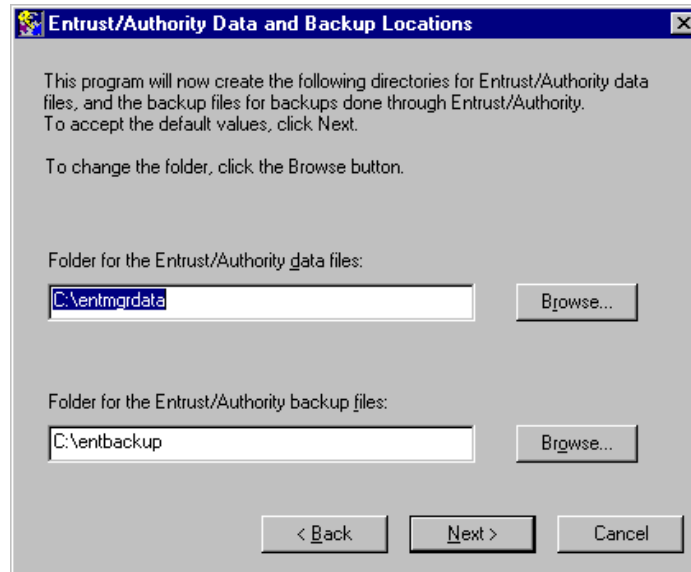 Entrust/Authority Data and Backup Locations
This program will now create the following directories for Entrust/Authority data
files, and the backup files for backups done through Entrust/Authority.
To accept the default values, click Next.
To change the folder, click the Browse button.
Folder for the Entrust/Authority data files:
C:\entmgrdata
Browse...
Folder for the Entrust/Authority backup files:
C:\entbackup
Browse...
< Back
Next >
Cancel